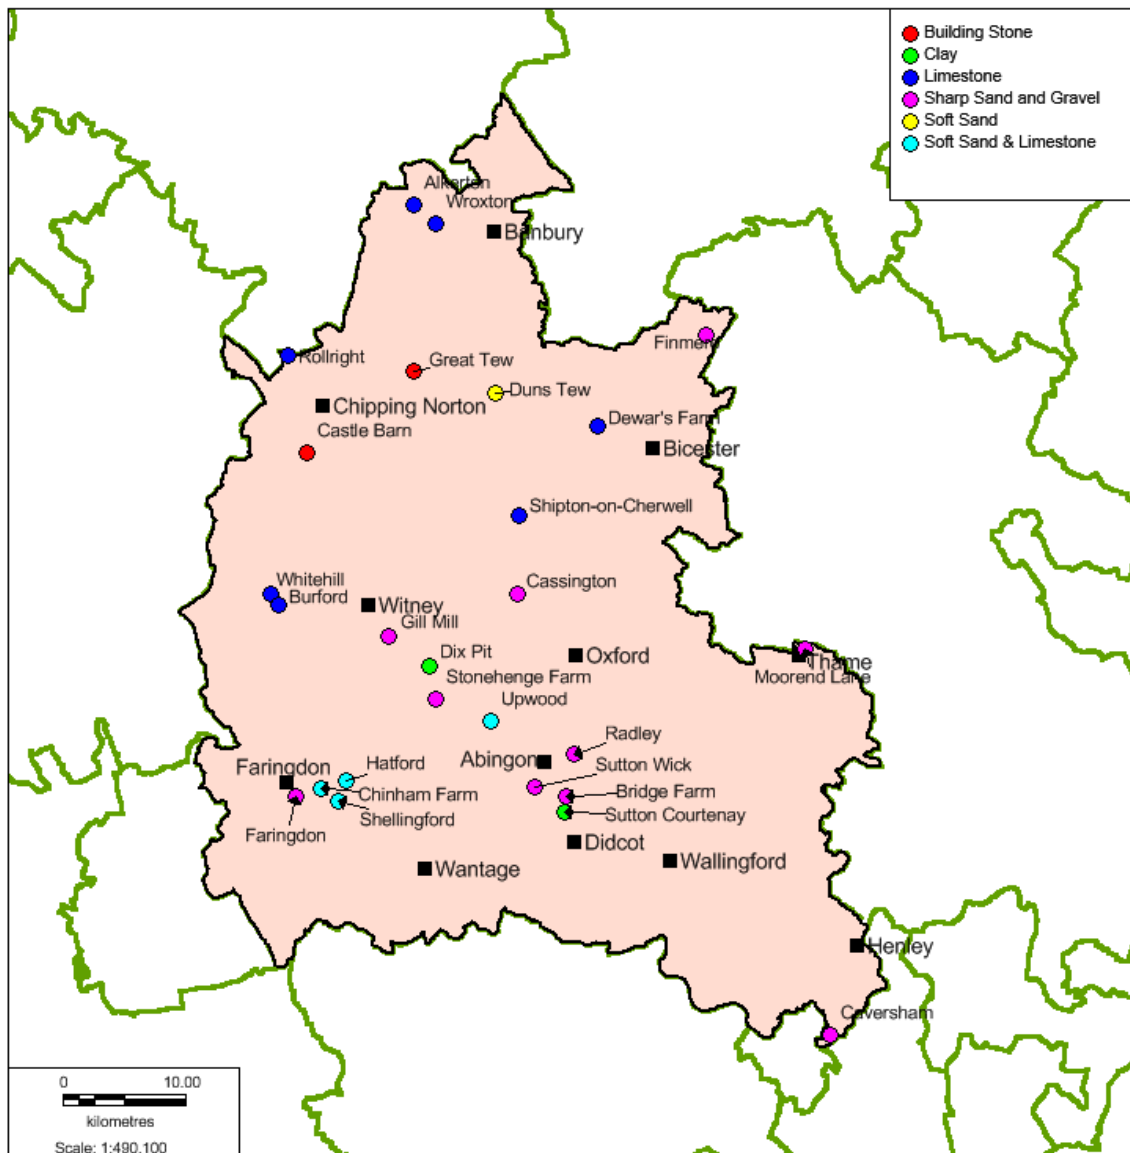 Building Stone
Clay
Limestone
Sharp Sand and Gravel
Soft Sand
Soft Sand & Limestone
Alkerton
Wroxton
Banbury
Finmere
Rollright
Great Tew
Duns Tew
Chipping Norton
Dewar's Farm
Castle Barn
Bicester
Shipton-on-Cherwell
Whitehill
Cassington
Burford
Witney
Gill Mill
Dix Pit
Oxford
Thame
Stonehenge Farm
Moorend Lane
Upwood
Radley
Abingon
Hatford
Sutton Wick
Faringdon
Chinham Farm
Bridge Farm
Shellingford
Sutton Courtenay
Faringdon
Didcot
Wallingford
Wantage
Henley
Caversham
0 10.00
kilometres
Scale: 1:490,100